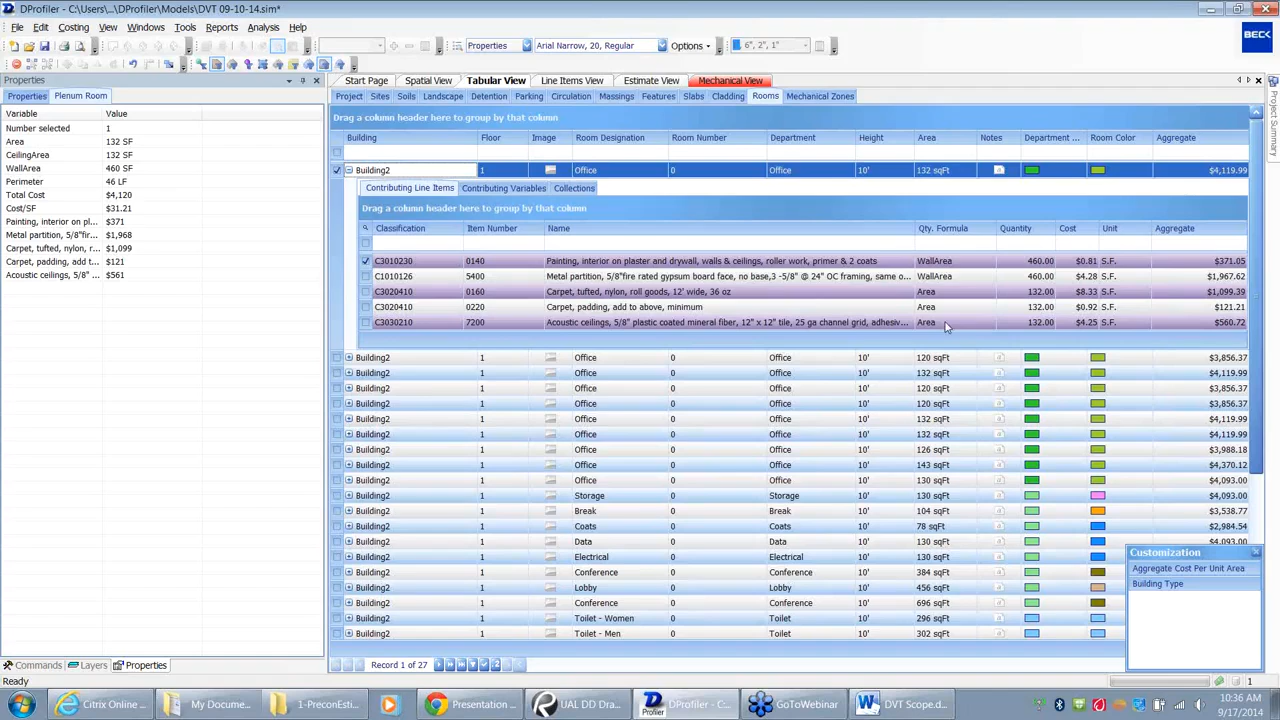 DProfiler - C:\Users\...\DProfiler\Models\DVT 09-10-14.sim*
File Edit Costing View Windows Tools Reports Analysis Help
Properties Arial Narrow, 20, Regular Options 6", 2", 1"
BECK
Properties
Start Page Spatial View Tabular View Line Items View Estimate View Mechanical View
Properties Plenum Room
Project Sites Soils Landscape Detention Parking Circulation Massings Features Slabs Cladding Rooms Mechanical Zones
Project Summary
Variable Value
Number selected 1
Area 132 SF
CeilingArea 132 SF
WallArea 460 SF
Perimeter 46 LF
Total Cost $4,120
Cost/SF $31.21
Painting, interior on pl... $371
Metal partition, 5/8"fire... $1,968
Carpet, tufted, nylon, r... $1,099
Carpet, padding, add t... $121
Acoustic ceilings, 5/8" ... $561
Drag a column header here to group by that column
Building Floor Image Room Designation Room Number Department Height Area Notes Department ... Room Color Aggregate
Building2 1 Office 0 Office 10' 132 sqFt $4,119.99
Contributing Line Items Contributing Variables Collections
Drag a column header here to group by that column
Classification Item Number Name Qty. Formula Quantity Cost Unit Aggregate
C3010230 0140 Painting, interior on plaster and drywall, walls & ceilings, roller work, primer & 2 coats WallArea 460.00 $0.81 S.F. $371.05
C1010126 5400 Metal partition, 5/8"fire rated gypsum board face, no base,3 -5/8" @ 24" OC framing, same o... WallArea 460.00 $4.28 S.F. $1,967.62
C3020410 0160 Carpet, tufted, nylon, roll goods, 12' wide, 36 oz Area 132.00 $8.33 S.F. $1,099.39
C3020410 0220 Carpet, padding, add to above, minimum Area 132.00 $0.92 S.F. $121.21
C3030210 7200 Acoustic ceilings, 5/8" plastic coated mineral fiber, 12" x 12" tile, 25 ga channel grid, adhesiv... Area 132.00 $4.25 S.F. $560.72
Building2 1 Office 0 Office 10' 120 sqFt $3,856.37
Building2 1 Office 0 Office 10' 132 sqFt $4,119.99
Building2 1 Office 0 Office 10' 120 sqFt $3,856.37
Building2 1 Office 0 Office 10' 120 sqFt $3,856.37
Building2 1 Office 0 Office 10' 132 sqFt $4,119.99
Building2 1 Office 0 Office 10' 132 sqFt $4,119.99
Building2 1 Office 0 Office 10' 126 sqFt $3,988.18
Building2 1 Office 0 Office 10' 143 sqFt $4,370.12
Building2 1 Office 0 Office 10' 130 sqFt $4,093.00
Building2 1 Storage 0 Storage 10' 130 sqFt $4,093.00
Building2 1 Break 0 Break 10' 104 sqFt $3,538.77
Building2 1 Coats 0 Coats 10' 78 sqFt $2,984.54
Building2 1 Data 0 Data 10' 130 sqFt
Building2 1 Electrical 0 Electrical 10' 130 sqFt
Building2 1 Conference 0 Conference 10' 384 sqFt
Building2 1 Lobby 0 Lobby 10' 456 sqFt
Building2 1 Conference 0 Conference 10' 696 sqFt
Building2 1 Toilet - Women 0 Toilet 10' 296 sqFt
Building2 1 Toilet - Men 0 Toilet 10' 302 sqFt
Customization
Aggregate Cost Per Unit Area
Building Type
Commands Layers Properties
Record 1 of 27
Ready 1
Citrix Online ... My Docume... 1-PreconEsti... Presentation ... UAL DD Dra... DProfiler - C:... GoToWebinar DVT Scope.d...
10:36 AM
9/17/2014